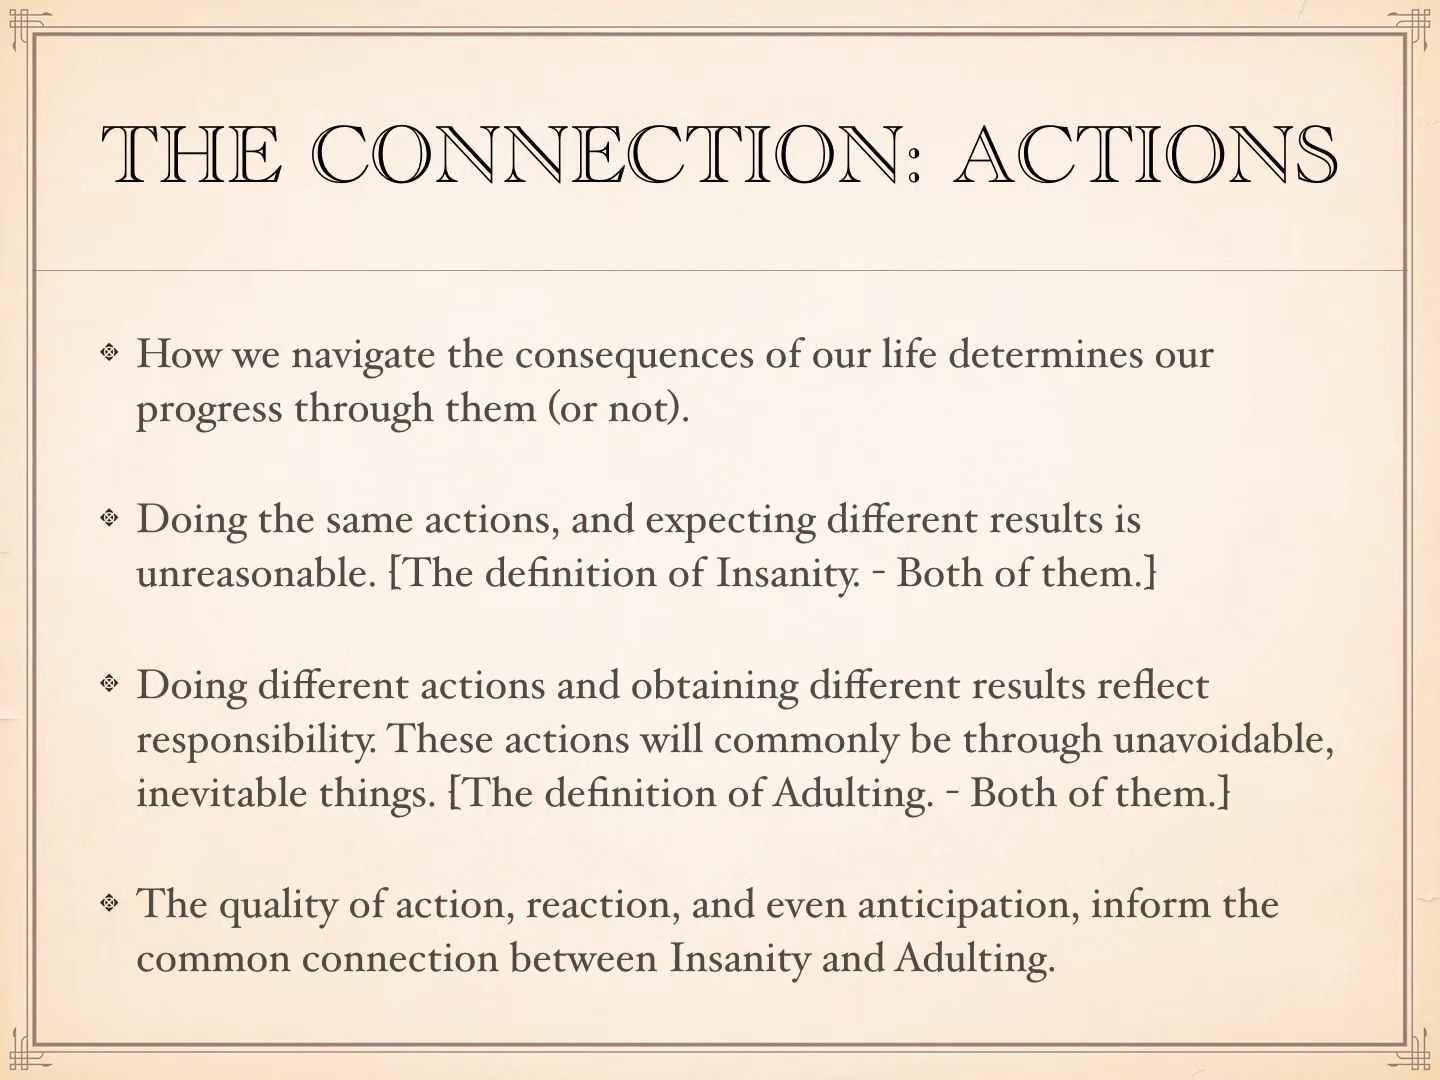 THE CONNECTION: ACTIONS
How we navigate the consequences of our life determines our
progress through them (or not).
Doing the same actions, and expecting different results is
unreasonable. [The definition of Insanity. - Both of them.]
Doing different actions and obtaining different results reflect
responsibility. These actions will commonly be through unavoidable,
inevitable things. [The definition of Adulting. - Both of them.]
The quality of action, reaction, and even anticipation, inform the
common connection between Insanity and Adulting.